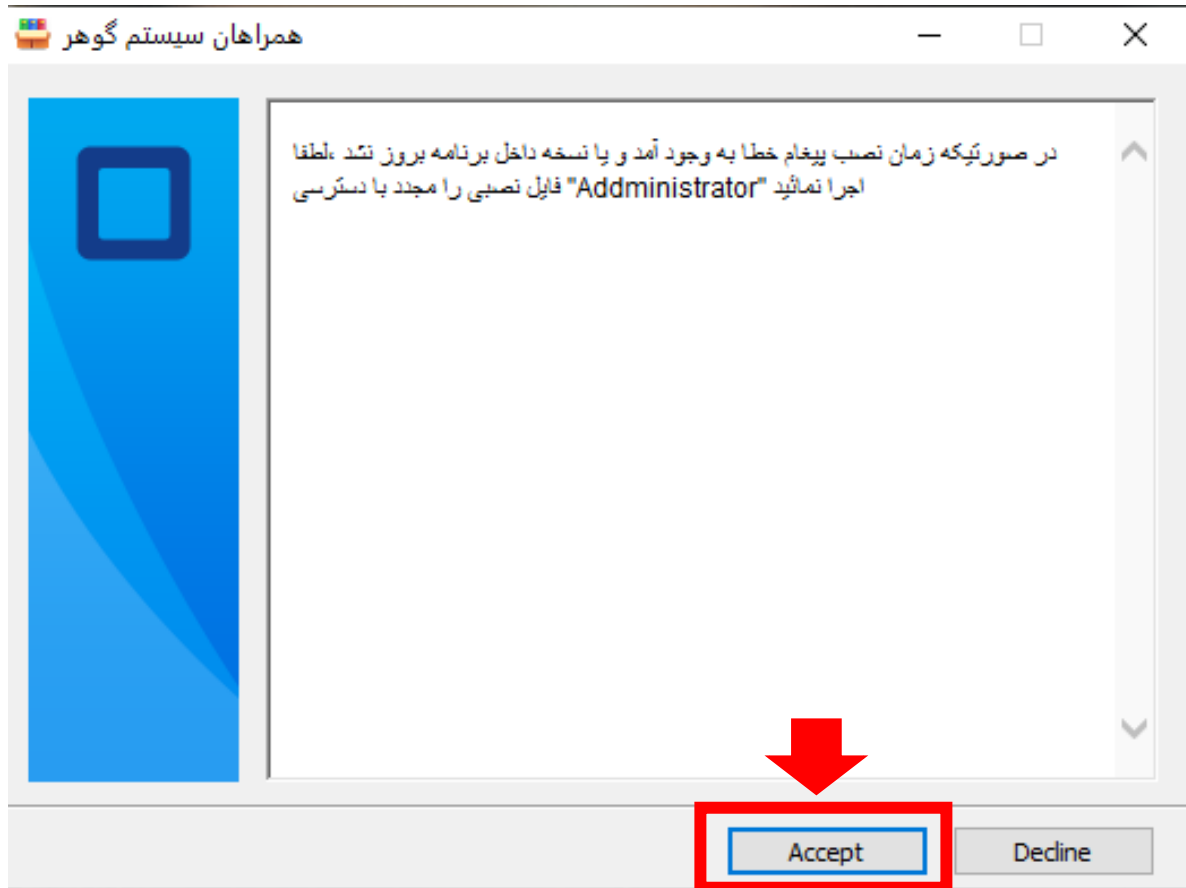 همراهان سیستم گوهر
در صورتیکه زمان نصب پیغام خطا به وجود آمد و یا نسخه داخل برنامه بروز نشد ،لطفا
اجرا نمائید "Addministrator" فایل نصبی را مجدد با دسترسی
Accept
Decline